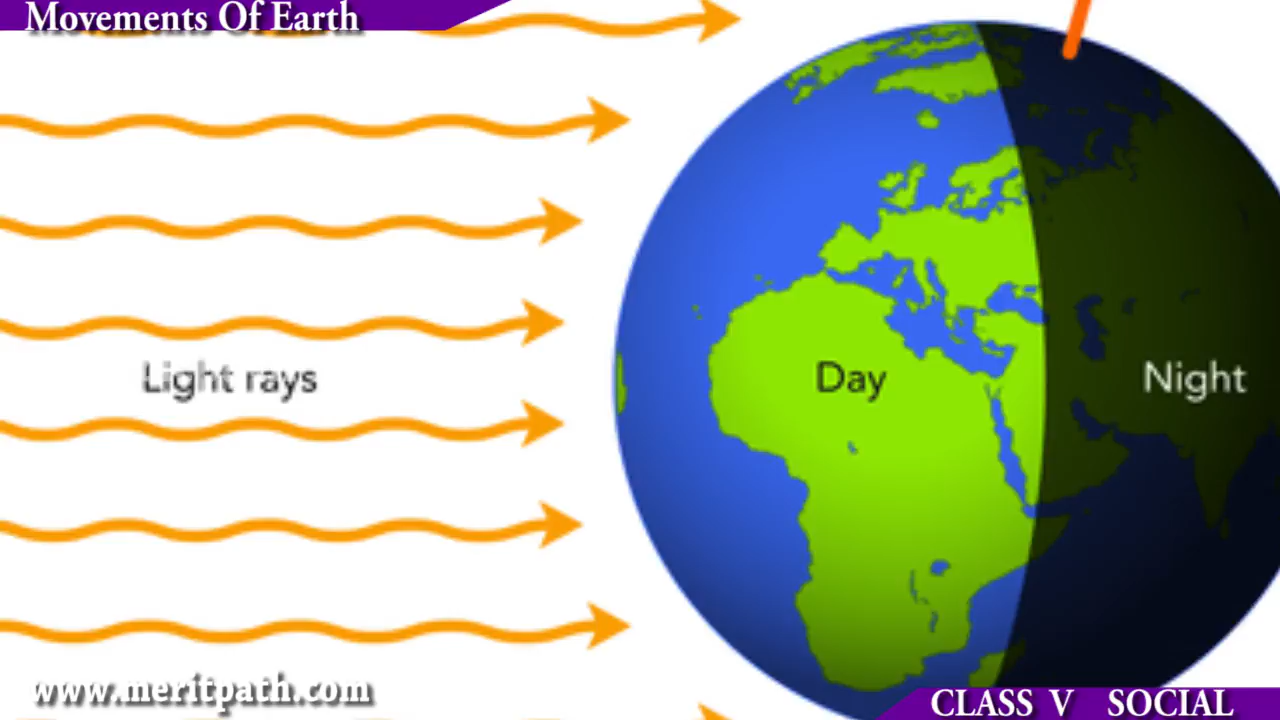 Movements Of Earth
Light rays
Day
Night
www.meritpath.com
CLASS V SOCIAL